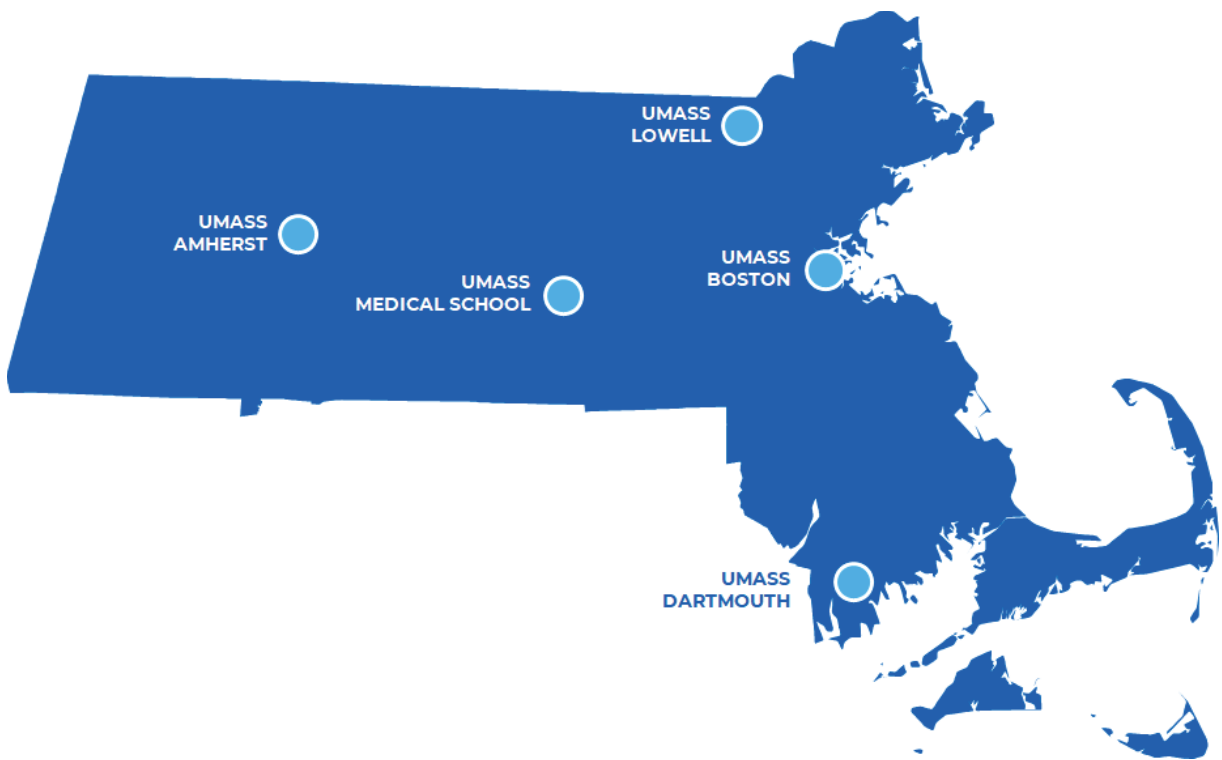 UMASS
LOWELL
UMASS
AMHERST
UMASS
BOSTON
UMASS
MEDICAL SCHOOL
UMASS
DARTMOUTH